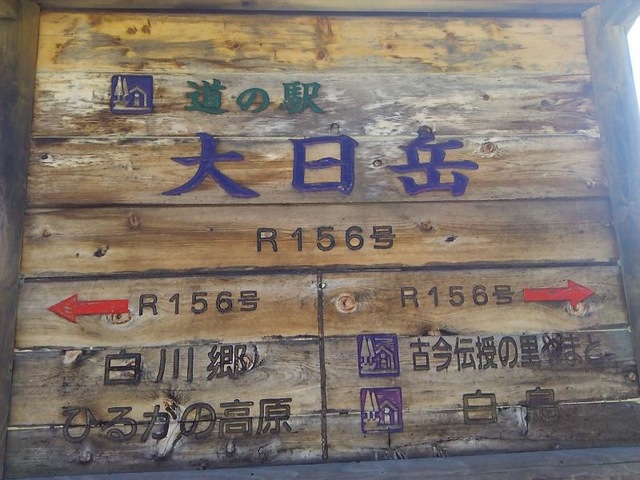 道の駅
大日岳
R156号
R156号
白川郷
ひるがの高原
R156号
古今伝授の里やまと
白鳥